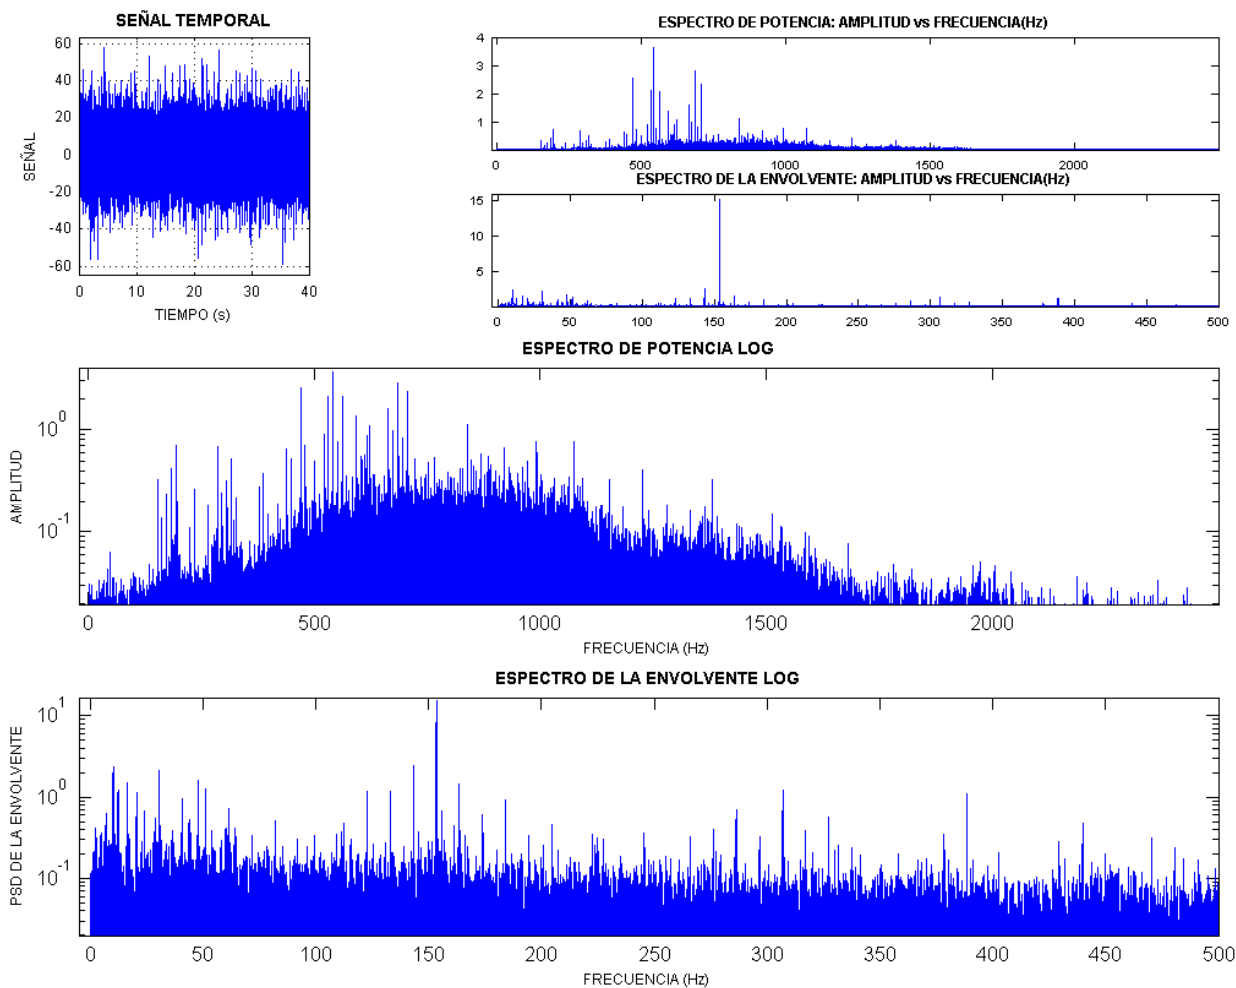 SEÑAL TEMPORAL
60
40
20
0
-20
-40
-60
SEÑAL
0 10 20 30 40
TIEMPO (s)
ESPECTRO DE POTENCIA: AMPLITUD vs FRECUENCIA(Hz)
4
3
2
1
0 500 1000 1500 2000
ESPECTRO DE LA ENVOLVENTE: AMPLITUD vs FRECUENCIA(Hz)
15
10
5
0 50 100 150 200 250 300 350 400 450 500
ESPECTRO DE POTENCIA LOG
10^0
10^-1
AMPLITUD
0 500 1000 1500 2000
FRECUENCIA (Hz)
ESPECTRO DE LA ENVOLVENTE LOG
10^1
10^0
10^-1
PSD DE LA ENVOLVENTE
0 50 100 150 200 250 300 350 400 450 500
FRECUENCIA (Hz)